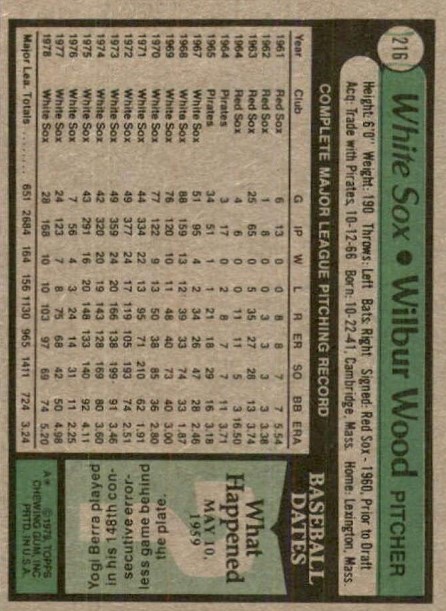 216
White Sox • Wilbur Wood PITCHER
Height: 6'0" Weight: 190 Throws: Left Bats: Right Signed: Red Sox - 1960, Prior to Draft
Acq: Trade with Pirates, 10-12-66 Born: 10-22-41, Cambridge, Mass. Home: Lexington, Mass.
COMPLETE MAJOR LEAGUE PITCHING RECORD
Year Club G IP W L R ER SO BB ERA
1961 Red Sox 6 13 0 0 8 8 7 7 5.54
1962 Red Sox 1 8 0 0 3 3 3 3 3.38
1963 Red Sox 25 65 0 5 35 27 28 13 3.74
1964 Red Sox 4 6 0 0 11 11 5 3 16.50
1964 Pirates 3 17 0 2 8 7 7 11 3.71
1965 Pirates 34 51 1 1 21 18 29 16 3.18
1967 White Sox 51 95 4 2 34 26 47 28 2.46
1968 White Sox 88 159 13 12 39 33 74 33 1.87
1969 White Sox 76 120 10 11 48 40 73 40 3.00
1970 White Sox 77 122 9 13 50 38 85 36 2.80
1971 White Sox 44 334 22 13 95 71 210 62 1.91
1972 White Sox 49 377 24 17 119 105 193 74 2.51
1973 White Sox 49 359 24 20 166 138 199 91 3.46
1974 White Sox 42 320 20 19 143 128 169 80 3.60
1975 White Sox 43 291 16 20 148 133 140 92 4.11
1976 White Sox 7 56 4 3 24 14 31 11 2.25
1977 White Sox 24 123 7 8 75 68 42 50 4.98
1978 White Sox 28 168 10 10 103 97 69 74 5.20
Major Lea. Totals ........ 651 2684 164 156 1130 965 1411 724 3.24
BASEBALL
DATES
What
Happened
MAY 10,
1959
Yogi Berra played
in his 148th con-
secutive error-
less game behind
the plate.
A* © 1979 TOPPS
CHEWING GUM, INC.
PRTD. IN U.S.A.